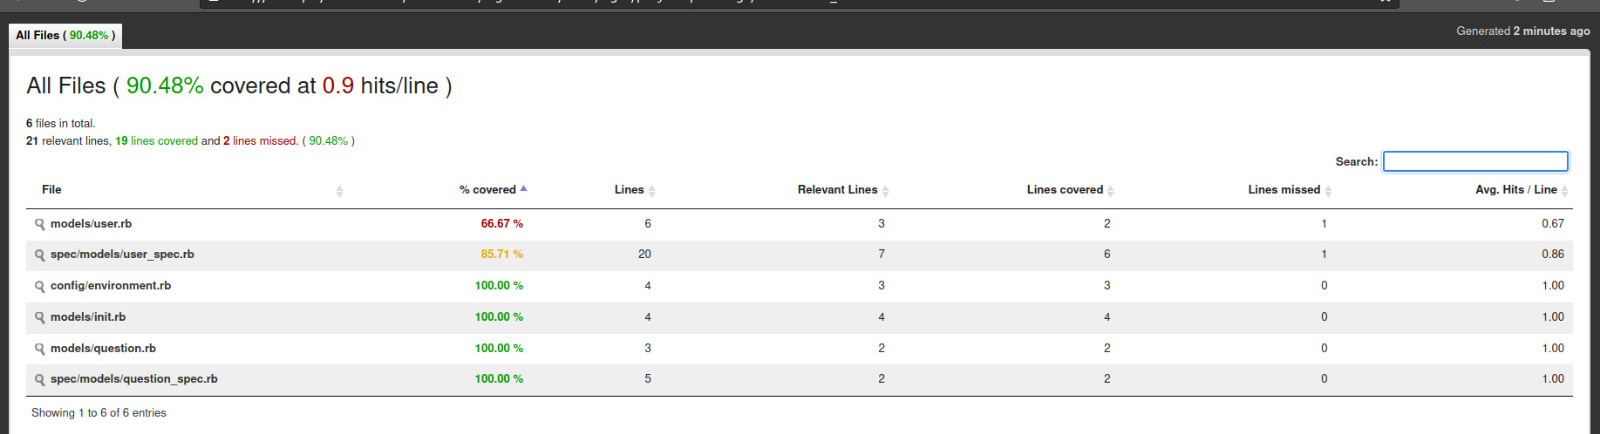 All Files ( 90.48% )
Generated 2 minutes ago
All Files ( 90.48% covered at 0.9 hits/line )
6 files in total.
21 relevant lines, 19 lines covered and 2 lines missed. ( 90.48% )
Search:
File % covered Lines Relevant Lines Lines covered Lines missed Avg. Hits / Line
models/user.rb 66.67 % 6 3 2 1 0.67
spec/models/user_spec.rb 85.71 % 20 7 6 1 0.86
config/environment.rb 100.00 % 4 3 3 0 1.00
models/init.rb 100.00 % 4 4 4 0 1.00
models/question.rb 100.00 % 3 2 2 0 1.00
spec/models/question_spec.rb 100.00 % 5 2 2 0 1.00
Showing 1 to 6 of 6 entries